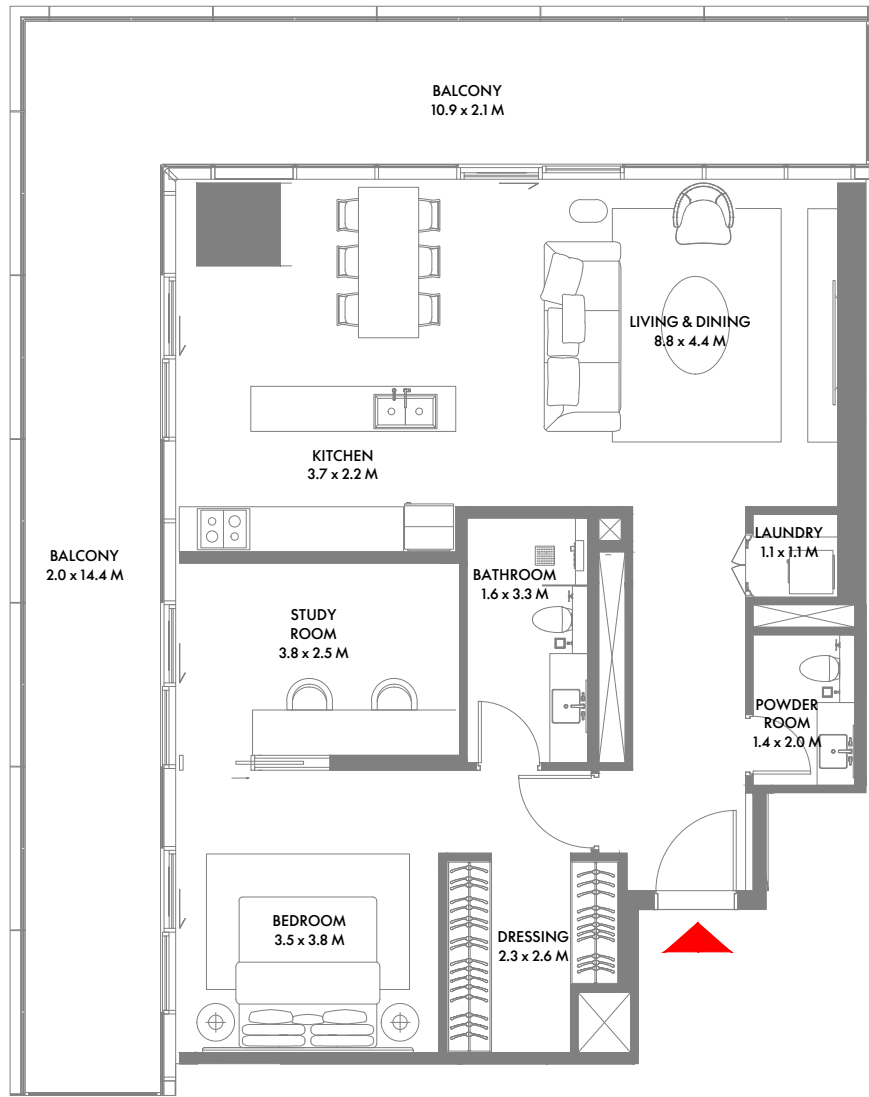 BALCONY
10.9 x 2.1 M
LIVING & DINING
8.8 x 4.4 M
KITCHEN
3.7 x 2.2 M
BALCONY
2.0 x 14.4 M
LAUNDRY
1.1 x 1.1 M
BATHROOM
1.6 x 3.3 M
STUDY
ROOM
3.8 x 2.5 M
POWDER
ROOM
1.4 x 2.0 M
BEDROOM
3.5 x 3.8 M
DRESSING
2.3 x 2.6 M